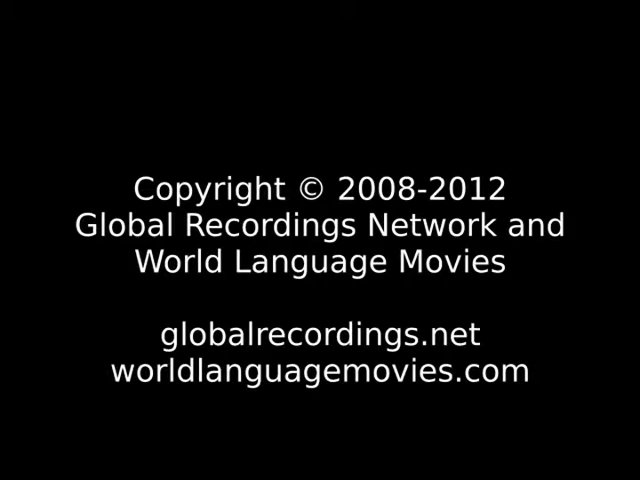 Copyright © 2008-2012
Global Recordings Network and
World Language Movies
globalrecordings.net
worldlanguagemovies.com